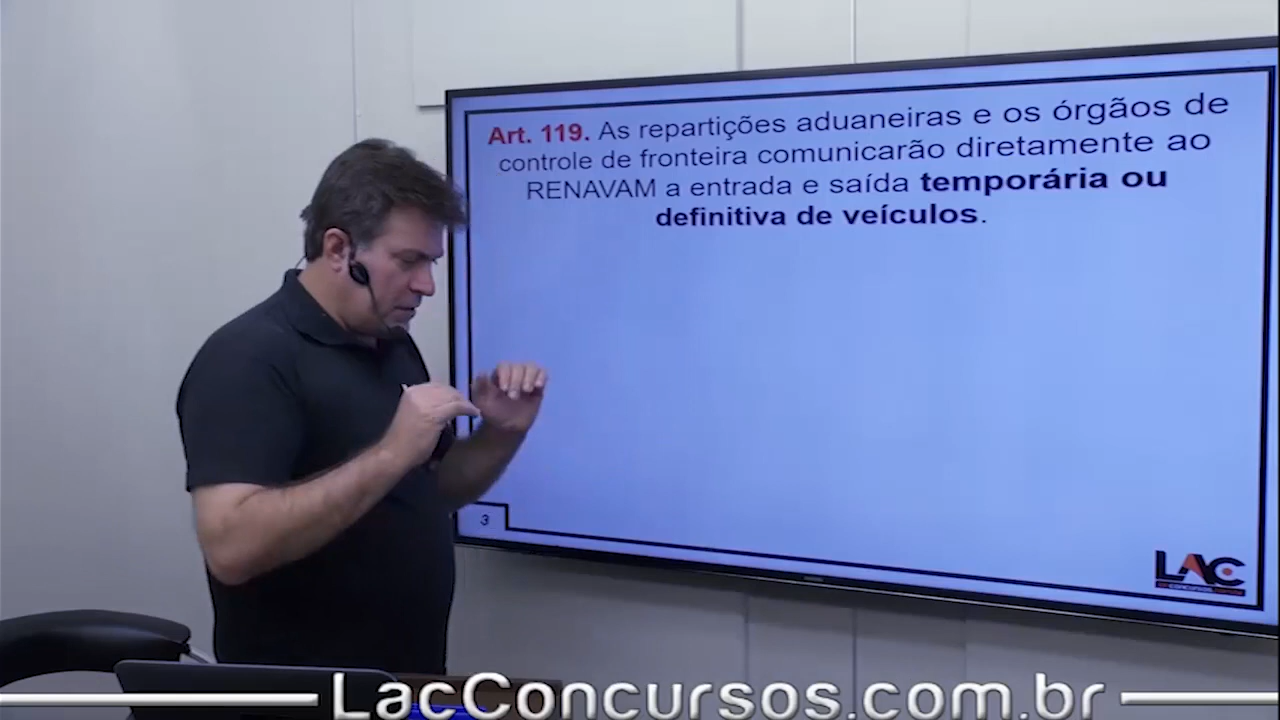 Art. 119. As repartições aduaneiras e os órgãos de
controle de fronteira comunicarão diretamente ao
RENAVAM a entrada e saída temporária ou
definitiva de veículos.
3
LAC
CONCURSOS
LacConcursos.com.br